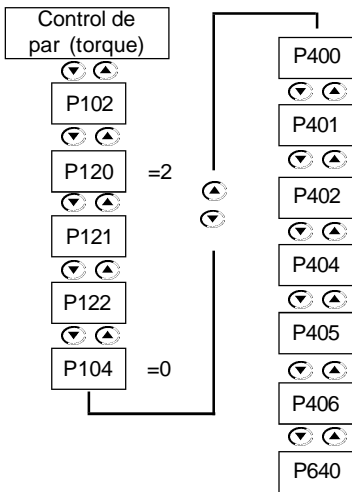 Control de
par (torque)
P102
P120 =2
P121
P122
P104 =0
P400
P401
P402
P404
P405
P406
P640